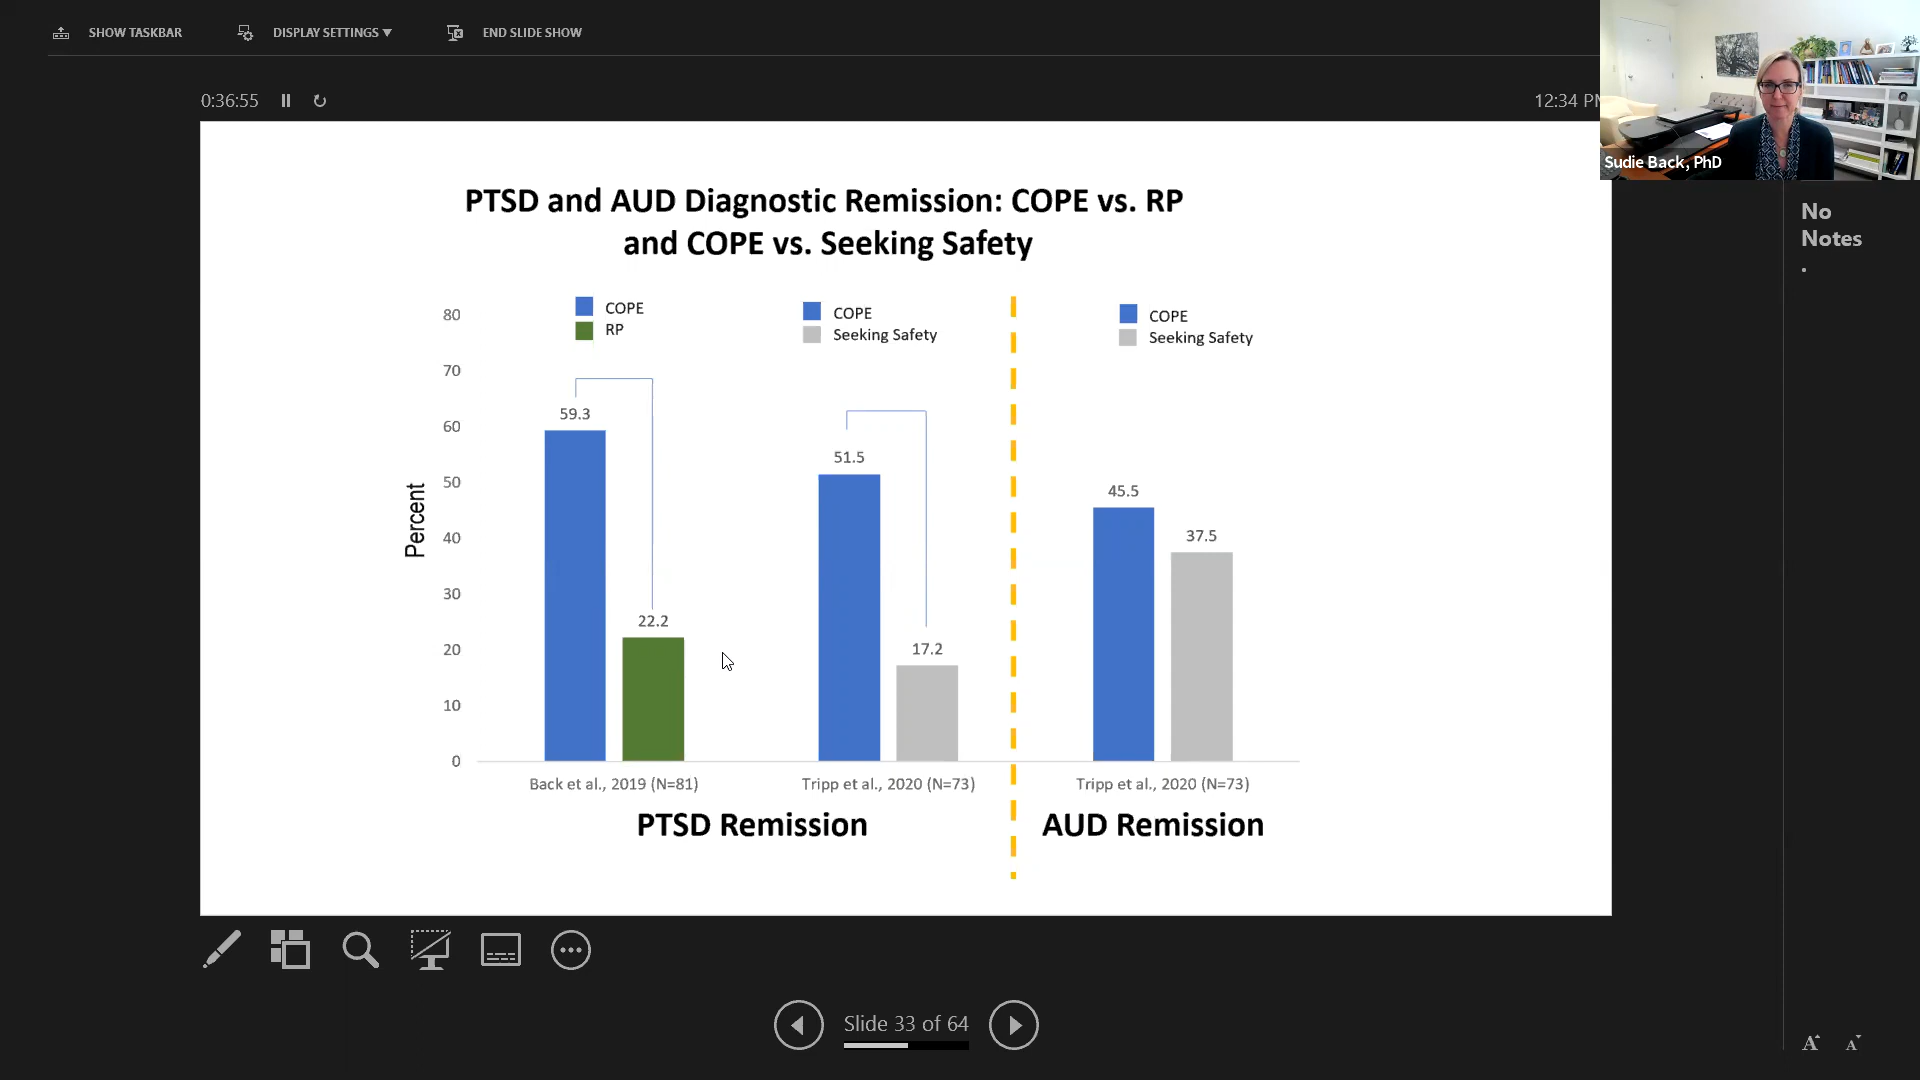 SHOW TASKBAR
DISPLAY SETTINGS
END SLIDE SHOW
0:36:55
12:34
Sudie Back, PhD
No
Notes
.
PTSD and AUD Diagnostic Remission: COPE vs. RP
and COPE vs. Seeking Safety
COPE
RP
COPE
Seeking Safety
COPE
Seeking Safety
Percent
80
70
60
50
40
30
20
10
0
59.3
22.2
51.5
17.2
45.5
37.5
Back et al., 2019 (N=81)
Tripp et al., 2020 (N=73)
Tripp et al., 2020 (N=73)
PTSD Remission
AUD Remission
Slide 33 of 64
A
A